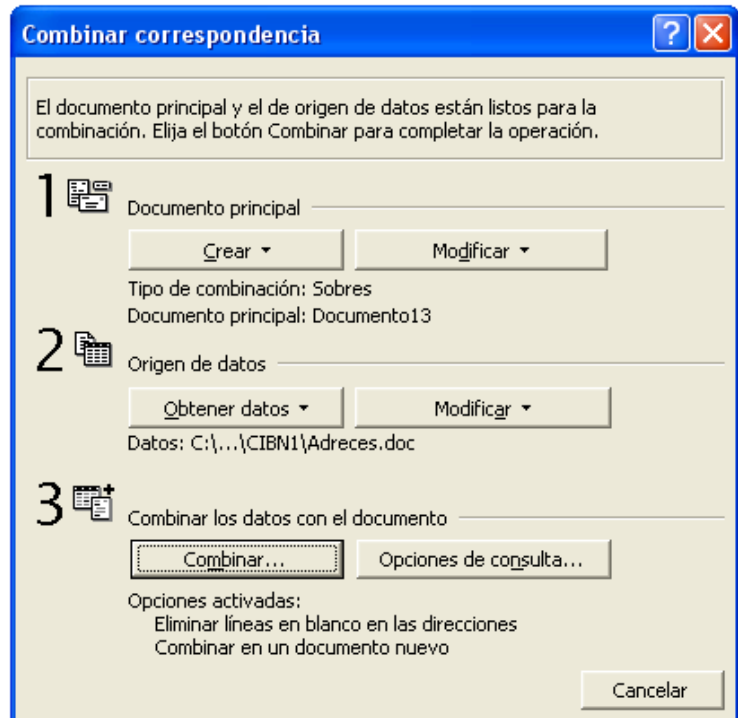 Combinar correspondencia
El documento principal y el de origen de datos están listos para la
combinación. Elija el botón Combinar para completar la operación.
1
Documento principal
Crear
Modificar
Tipo de combinación: Sobres
Documento principal: Documento13
2
Origen de datos
Obtener datos
Modificar
Datos: C:\...\CIBN1\Adreces.doc
3
Combinar los datos con el documento
Combinar...
Opciones de consulta...
Opciones activadas:
Eliminar líneas en blanco en las direcciones
Combinar en un documento nuevo
Cancelar